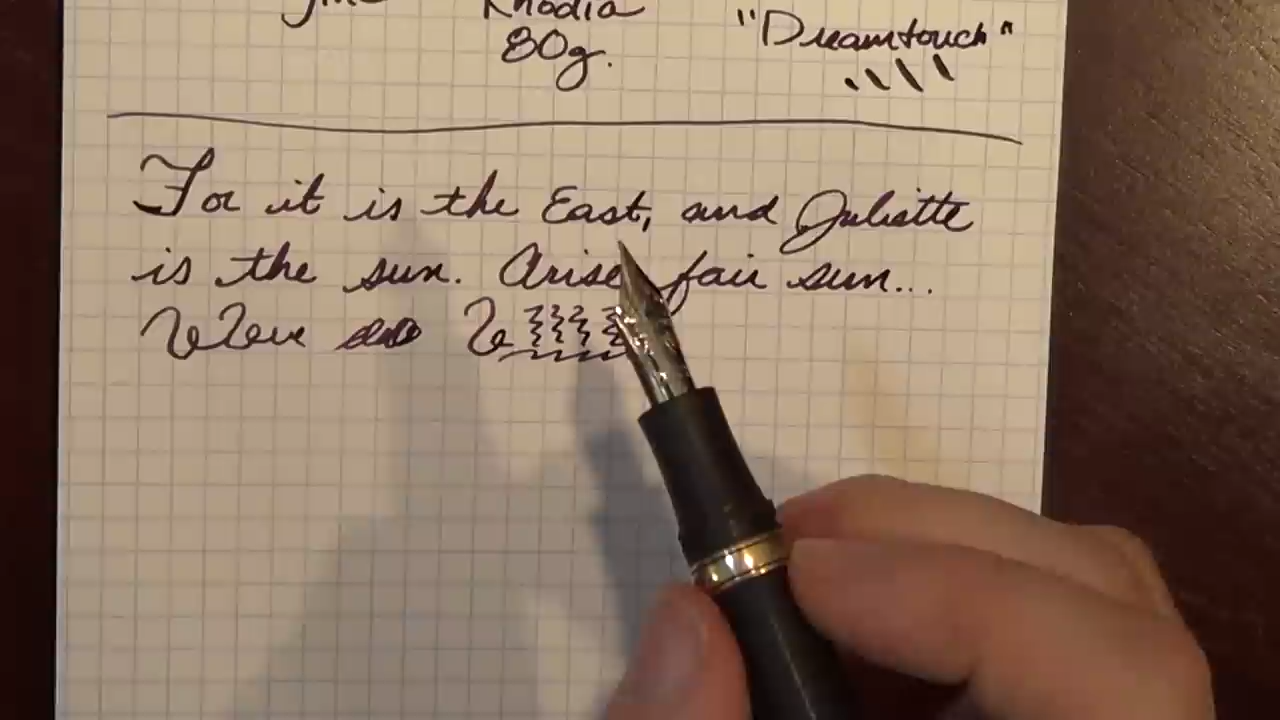 Rhodia
80g.
"Dreamtouch"
For it is the East, and Juliette
is the sun. Arise fair sun...